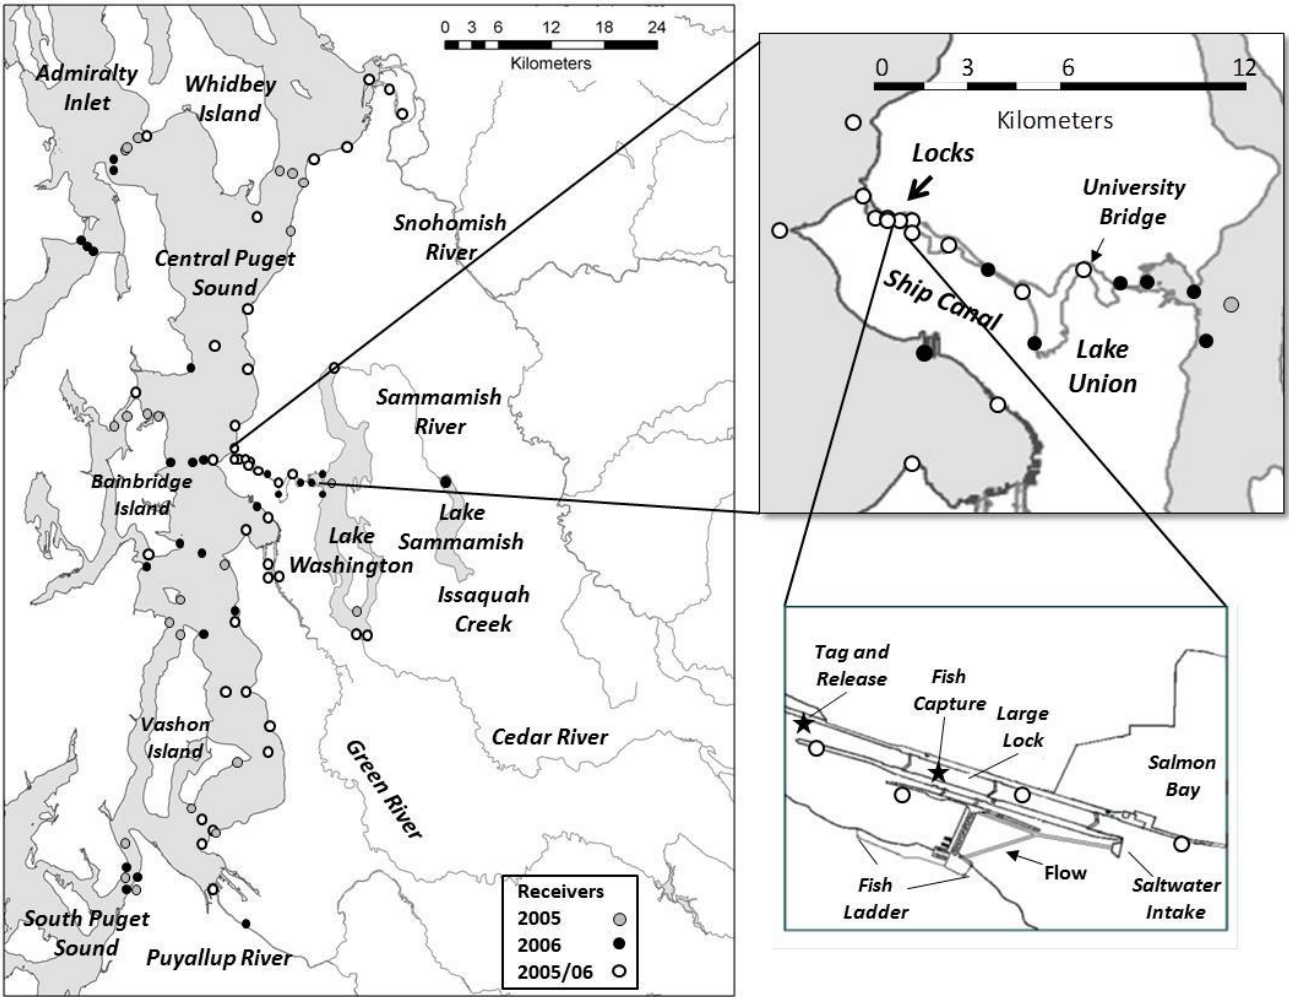 0 3 6 12 18 24
Kilometers
Admiralty
Inlet
Whidbey
Island
Snohomish
River
Central Puget
Sound
Sammamish
River
Bainbridge
Island
Lake
Washington
Lake
Sammamish
Issaquah
Creek
Vashon
Island
Green River
Cedar River
South Puget
Sound
Puyallup River
Receivers
2005
2006
2005/06
0 3 6 12
Kilometers
Locks
University
Bridge
Ship Canal
Lake
Union
Tag and
Release
Fish
Capture
Large
Lock
Salmon
Bay
Fish
Ladder
Flow
Saltwater
Intake